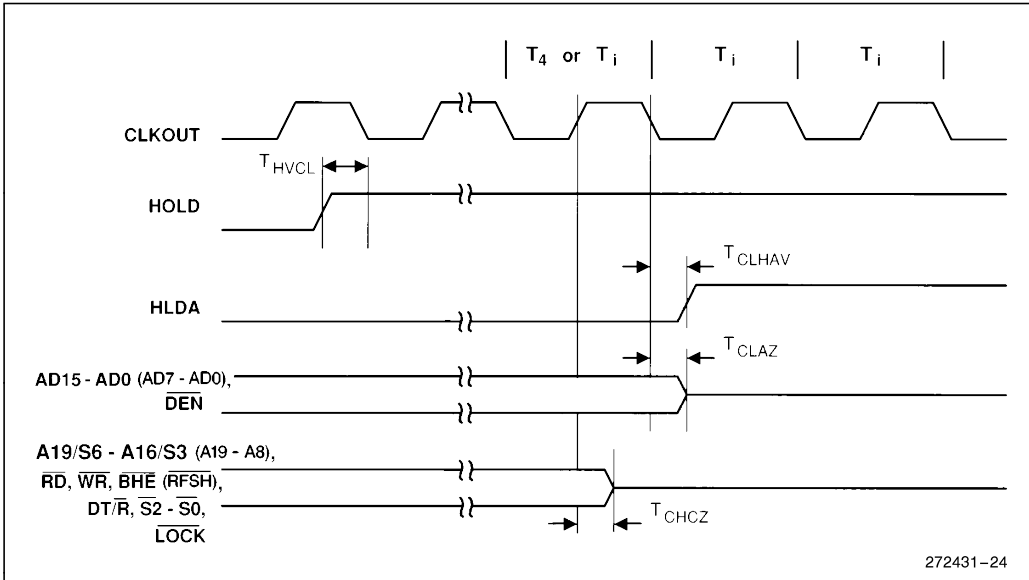 T4 or Ti Ti Ti
CLKOUT
THVCL
HOLD
TCLHAV
HLDA
TCLAZ
AD15 - AD0 (AD7 - AD0),
DEN
A19/S6 - A16/S3 (A19 - A8),
RD, WR, BHE (RFSH),
DT/R, S2 - S0,
LOCK
TCHCZ
272431-24